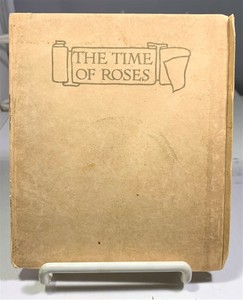 THE TIME
OF ROSES